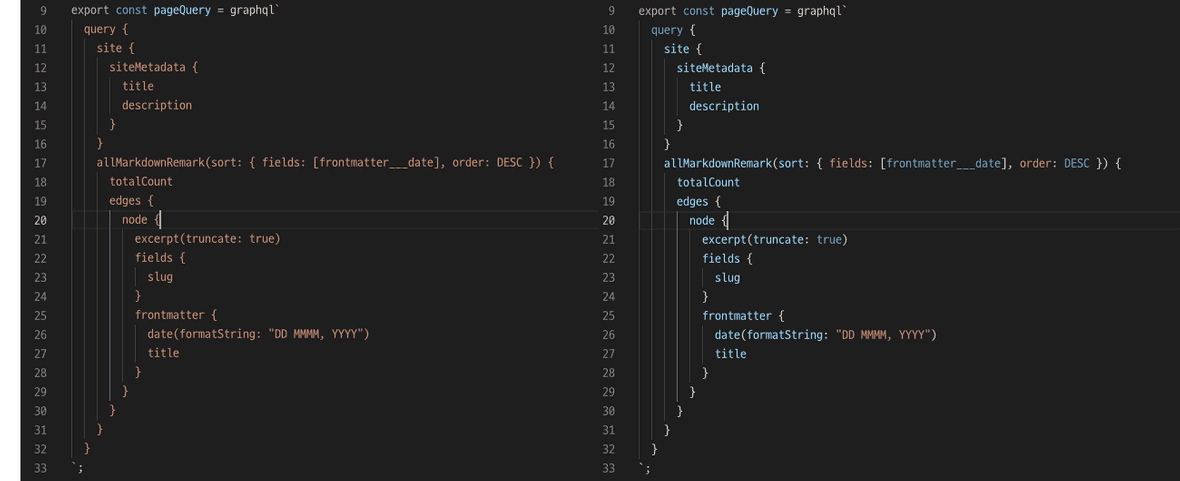 9 export const pageQuery = graphql`
10 query {
11 site {
12 siteMetadata {
13 title
14 description
15 }
16 }
17 allMarkdownRemark(sort: { fields: [frontmatter___date], order: DESC }) {
18 totalCount
19 edges {
20 node {
21 excerpt(truncate: true)
22 fields {
23 slug
24 }
25 frontmatter {
26 date(formatString: "DD MMMM, YYYY")
27 title
28 }
29 }
30 }
31 }
32 }
33 `;
9 export const pageQuery = graphql`
10 query {
11 site {
12 siteMetadata {
13 title
14 description
15 }
16 }
17 allMarkdownRemark(sort: { fields: [frontmatter___date], order: DESC }) {
18 totalCount
19 edges {
20 node {
21 excerpt(truncate: true)
22 fields {
23 slug
24 }
25 frontmatter {
26 date(formatString: "DD MMMM, YYYY")
27 title
28 }
29 }
30 }
31 }
32 }
33 `;